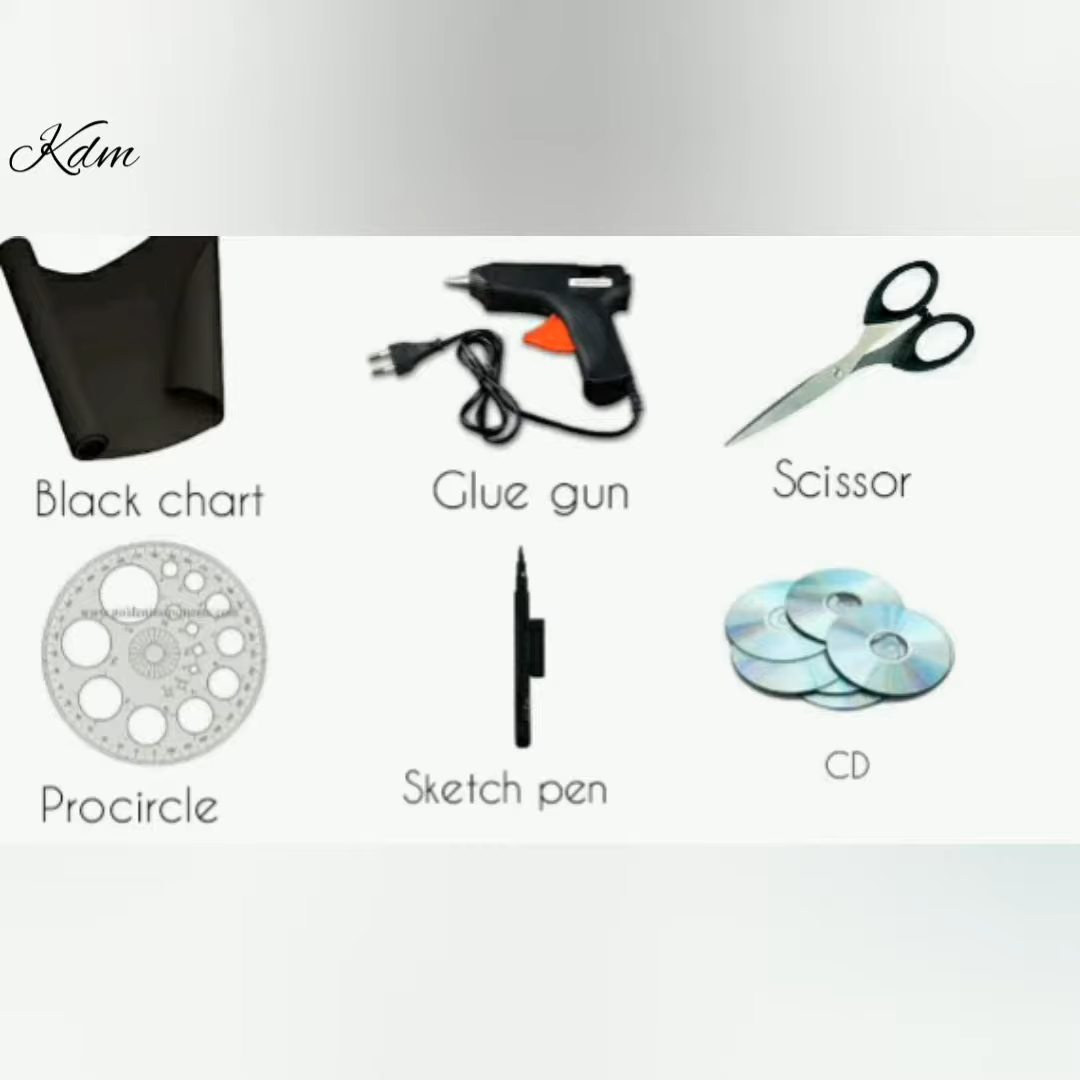 Kdm
Black chart
Glue gun
Scissor
Procircle
Sketch pen
CD